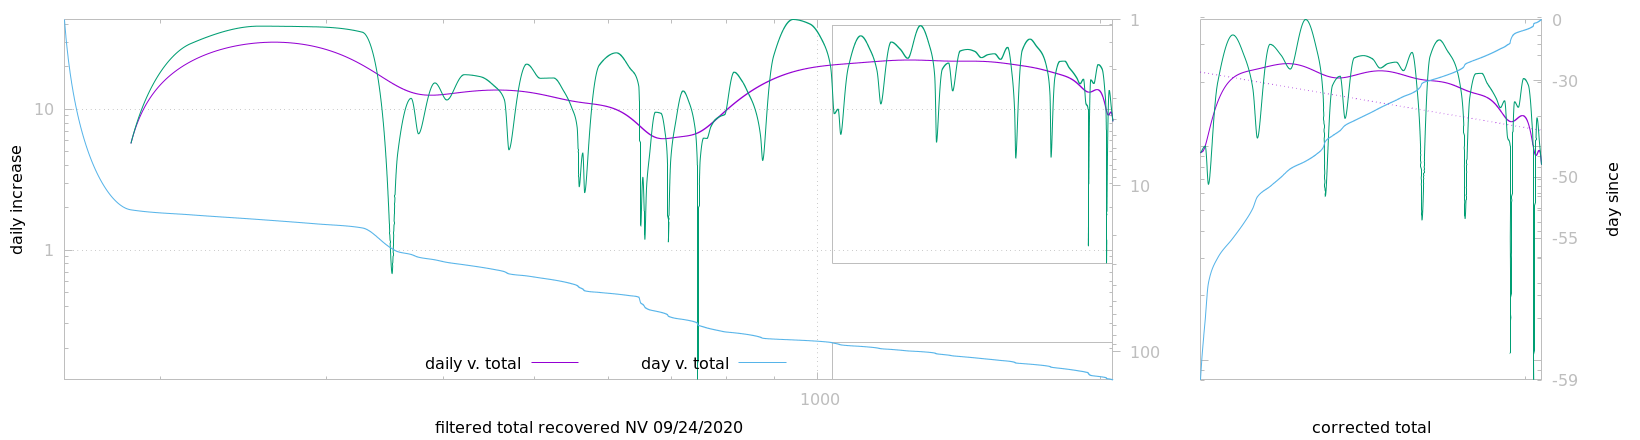 daily increase
10
1
1
10
100
1000
daily v. total
day v. total
filtered total recovered NV 09/24/2020
0
-30
-50
-55
-59
day since
corrected total